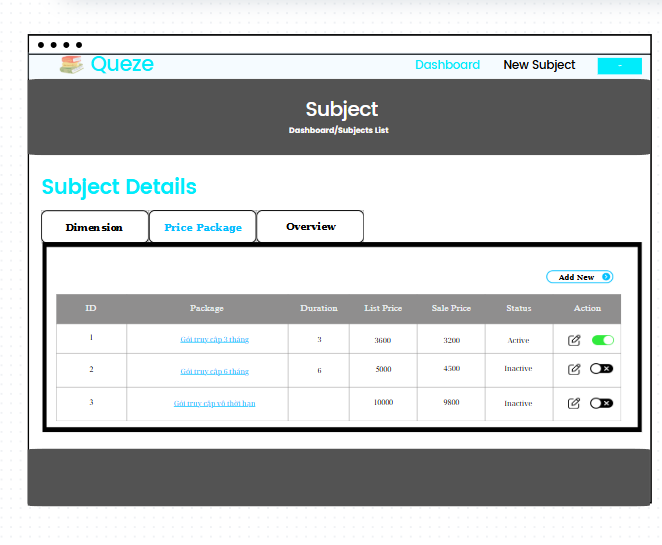 Queze
Dashboard New Subject -
Subject
Dashboard/Subjects List
Subject Details
Dimension Price Package Overview
Add New
ID Package Duration List Price Sale Price Status Action
1 Gói truy cập 3 tháng 3 3600 3200 Active
2 Gói truy cập 6 tháng 6 5000 4500 Inactive
3 Gói truy cập vô thời hạn 10000 9800 Inactive